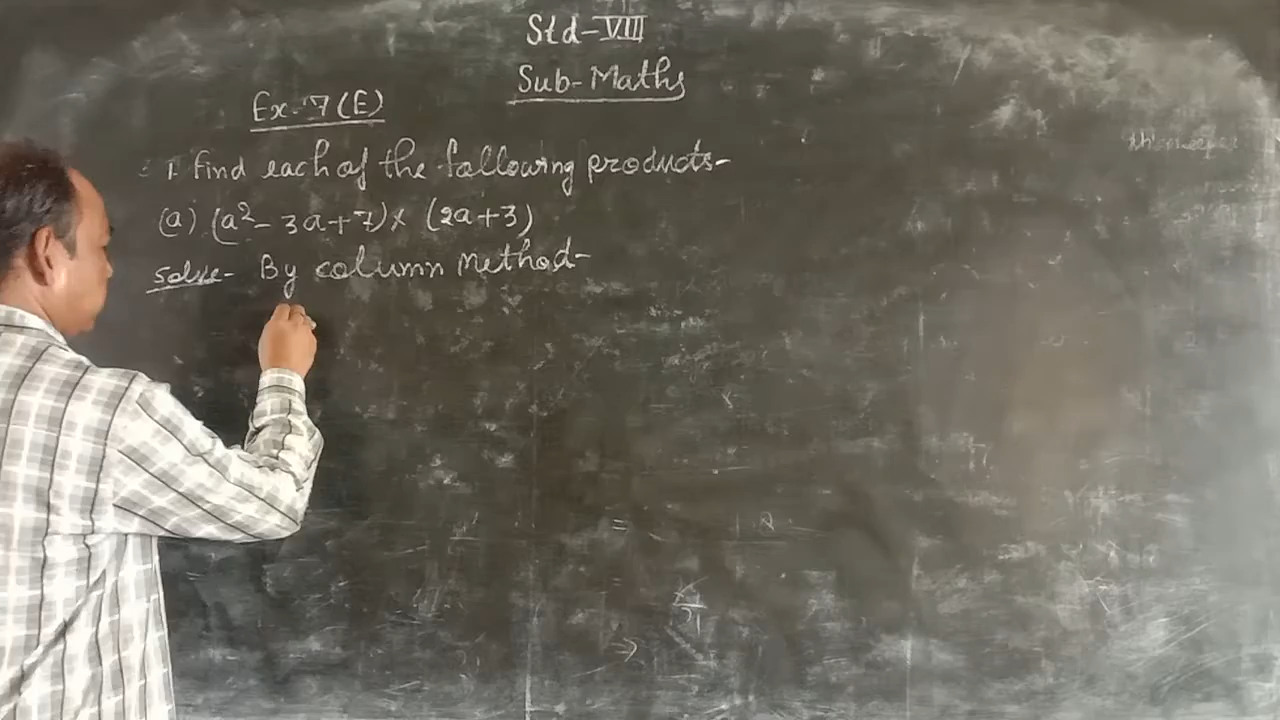 Std-VIII
Sub-Maths
Ex-7(E)
1. Find each of the following products-
(a) (a²- 3a+7)× (2a+3)
Solve- By column Method-